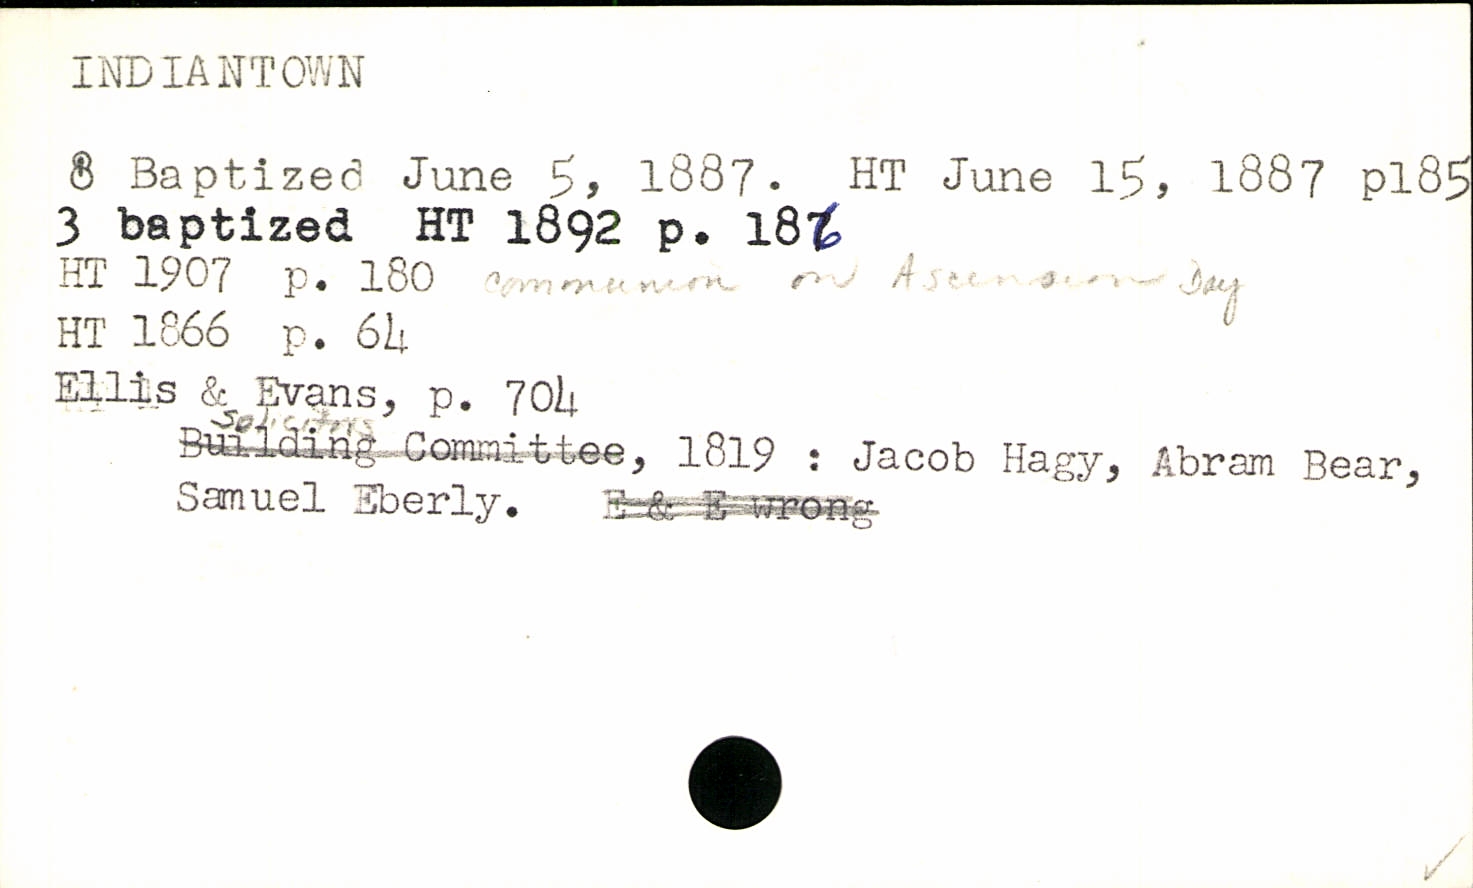 INDIANTOWN
8 Baptized June 5, 1887. HT June 15, 1887 p185
3 baptized HT 1892 p. 186
HT 1907 p. 180 communion on Ascension Day
HT 1866 p. 64
Ellis & Evans, p. 704
Solicitors
Building Committee, 1819 : Jacob Hagy, Abram Bear,
Samuel Eberly. E & E wrong